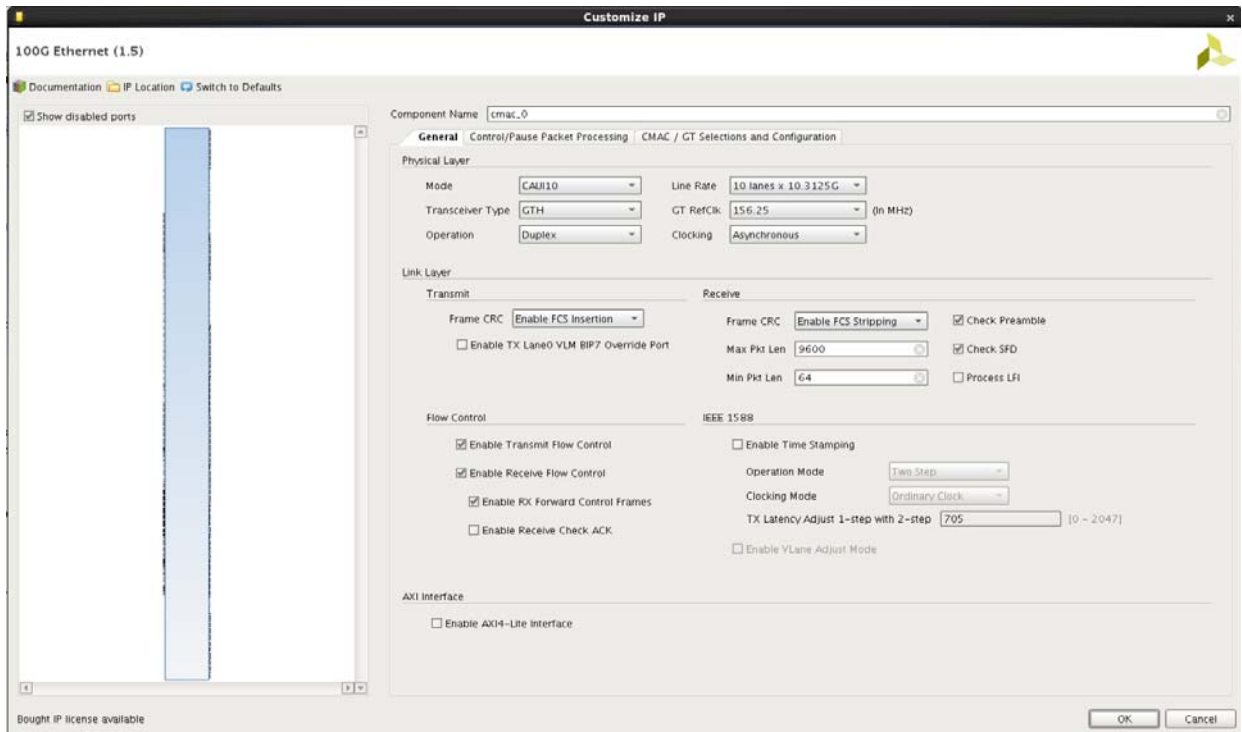 Customize IP
100G Ethernet (1.5)
Documentation IP Location Switch to Defaults
Show disabled ports
Component Name cmac_0
General Control/Pause Packet Processing CMAC / GT Selections and Configuration
Physical Layer
Mode CAUI10 Line Rate 10 lanes x 10.3125G
Transceiver Type GTH GT RefClk 156.25 (In MHz)
Operation Duplex Clocking Asynchronous
Link Layer
Transmit Receive
Frame CRC Enable FCS Insertion Frame CRC Enable FCS Stripping Check Preamble
Enable TX Lane0 VLM BIP7 Override Port Max Pkt Len 9600 Check SFD
Min Pkt Len 64 Process LFI
Flow Control IEEE 1588
Enable Transmit Flow Control Enable Time Stamping
Enable Receive Flow Control Operation Mode Two Step
Enable RX Forward Control Frames Clocking Mode Ordinary Clock
Enable Receive Check ACK TX Latency Adjust 1-step with 2-step 705 [0 - 2047]
Enable VLane Adjust Mode
AXI Interface
Enable AXI4-Lite Interface
Bought IP license available OK Cancel